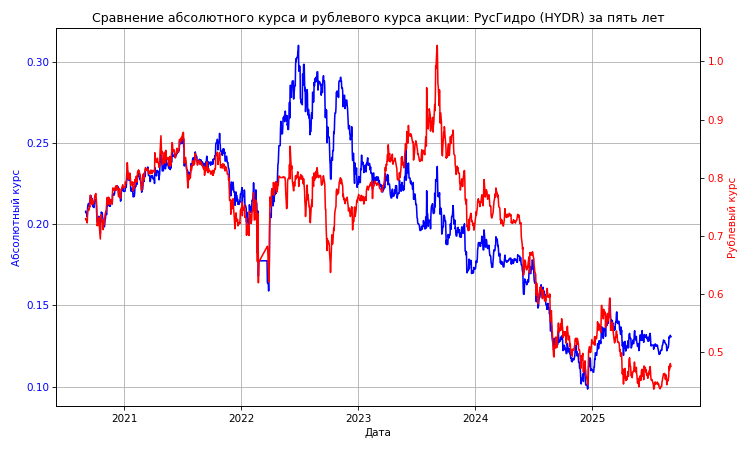 Сравнение абсолютного курса и рублевого курса акции: РусГидро (HYDR) за пять лет
0.30
0.25
0.20
0.15
0.10
Абсолютный курс
1.0
0.9
0.8
0.7
0.6
0.5
Рублевый курс
2021 2022 2023 2024 2025
Дата